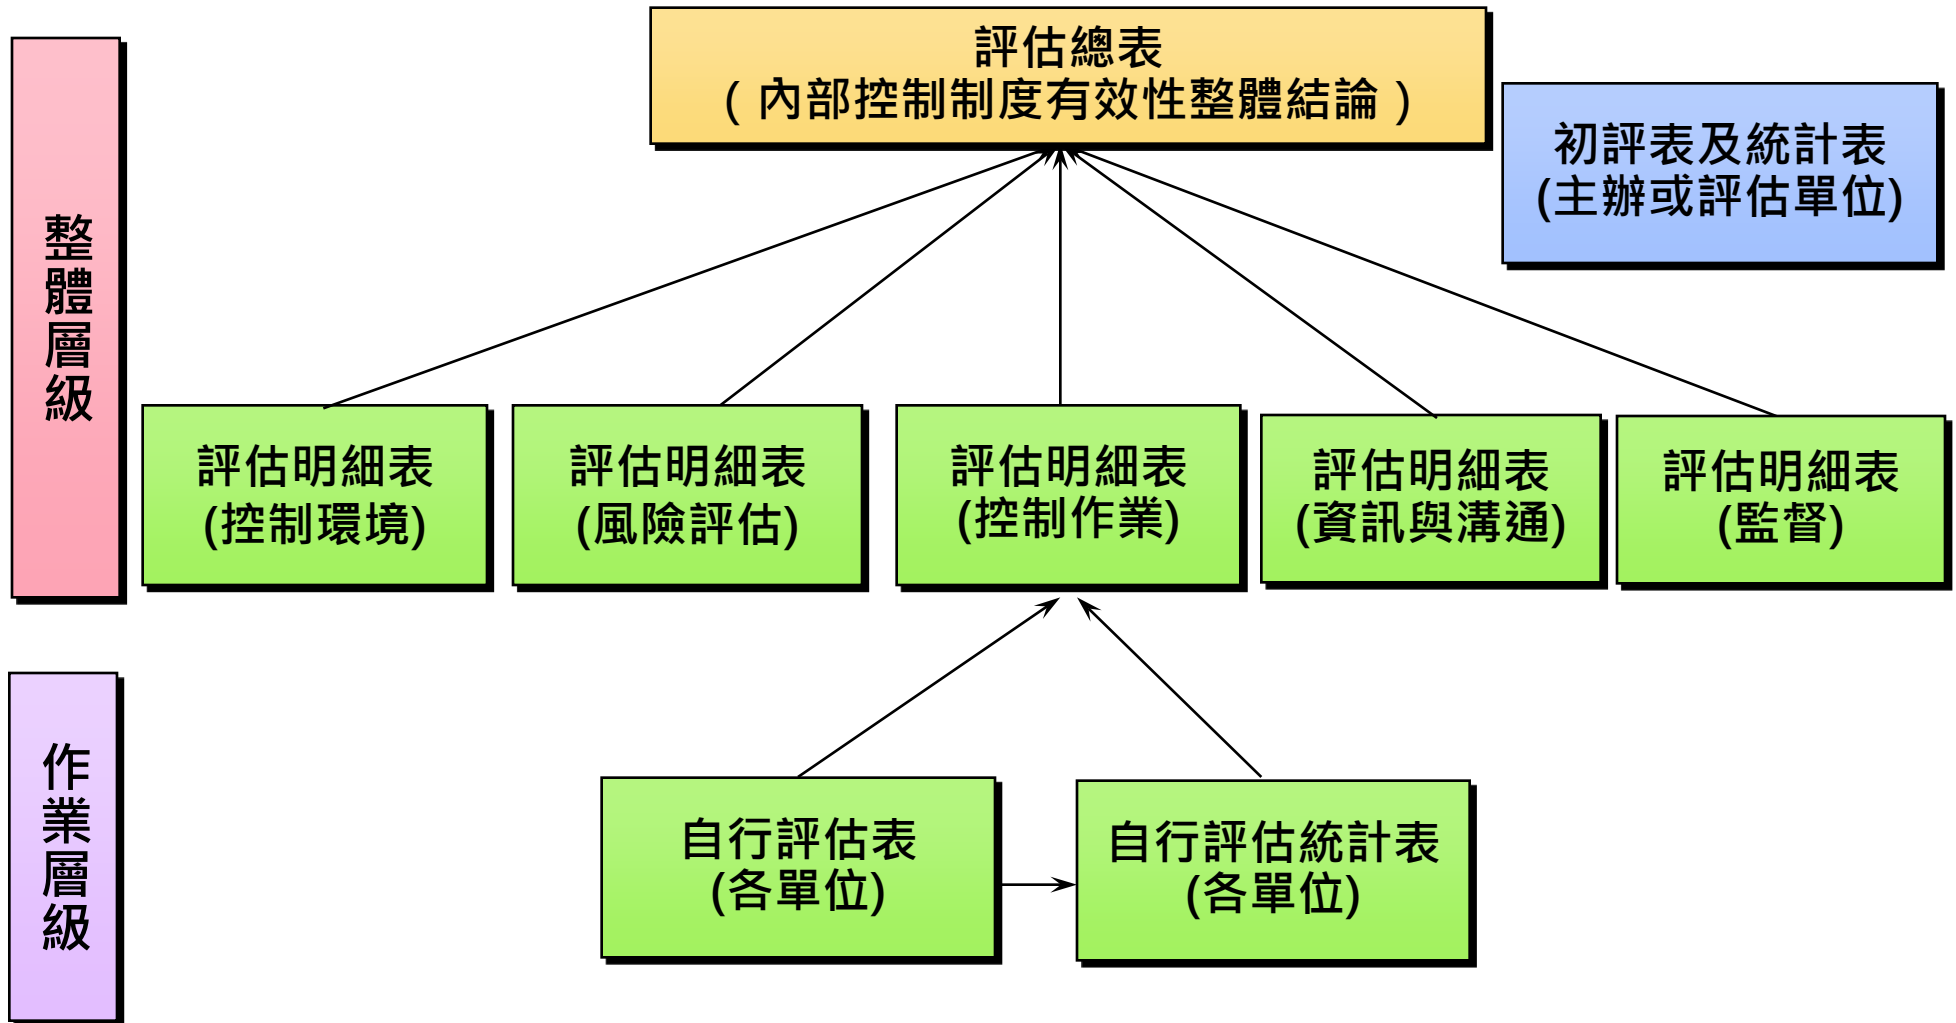 評估總表
（內部控制制度有效性整體結論）
初評表及統計表
(主辦或評估單位)
整體層級
評估明細表
(控制環境)
評估明細表
(風險評估)
評估明細表
(控制作業)
評估明細表
(資訊與溝通)
評估明細表
(監督)
作業層級
自行評估表
(各單位)
自行評估統計表
(各單位)